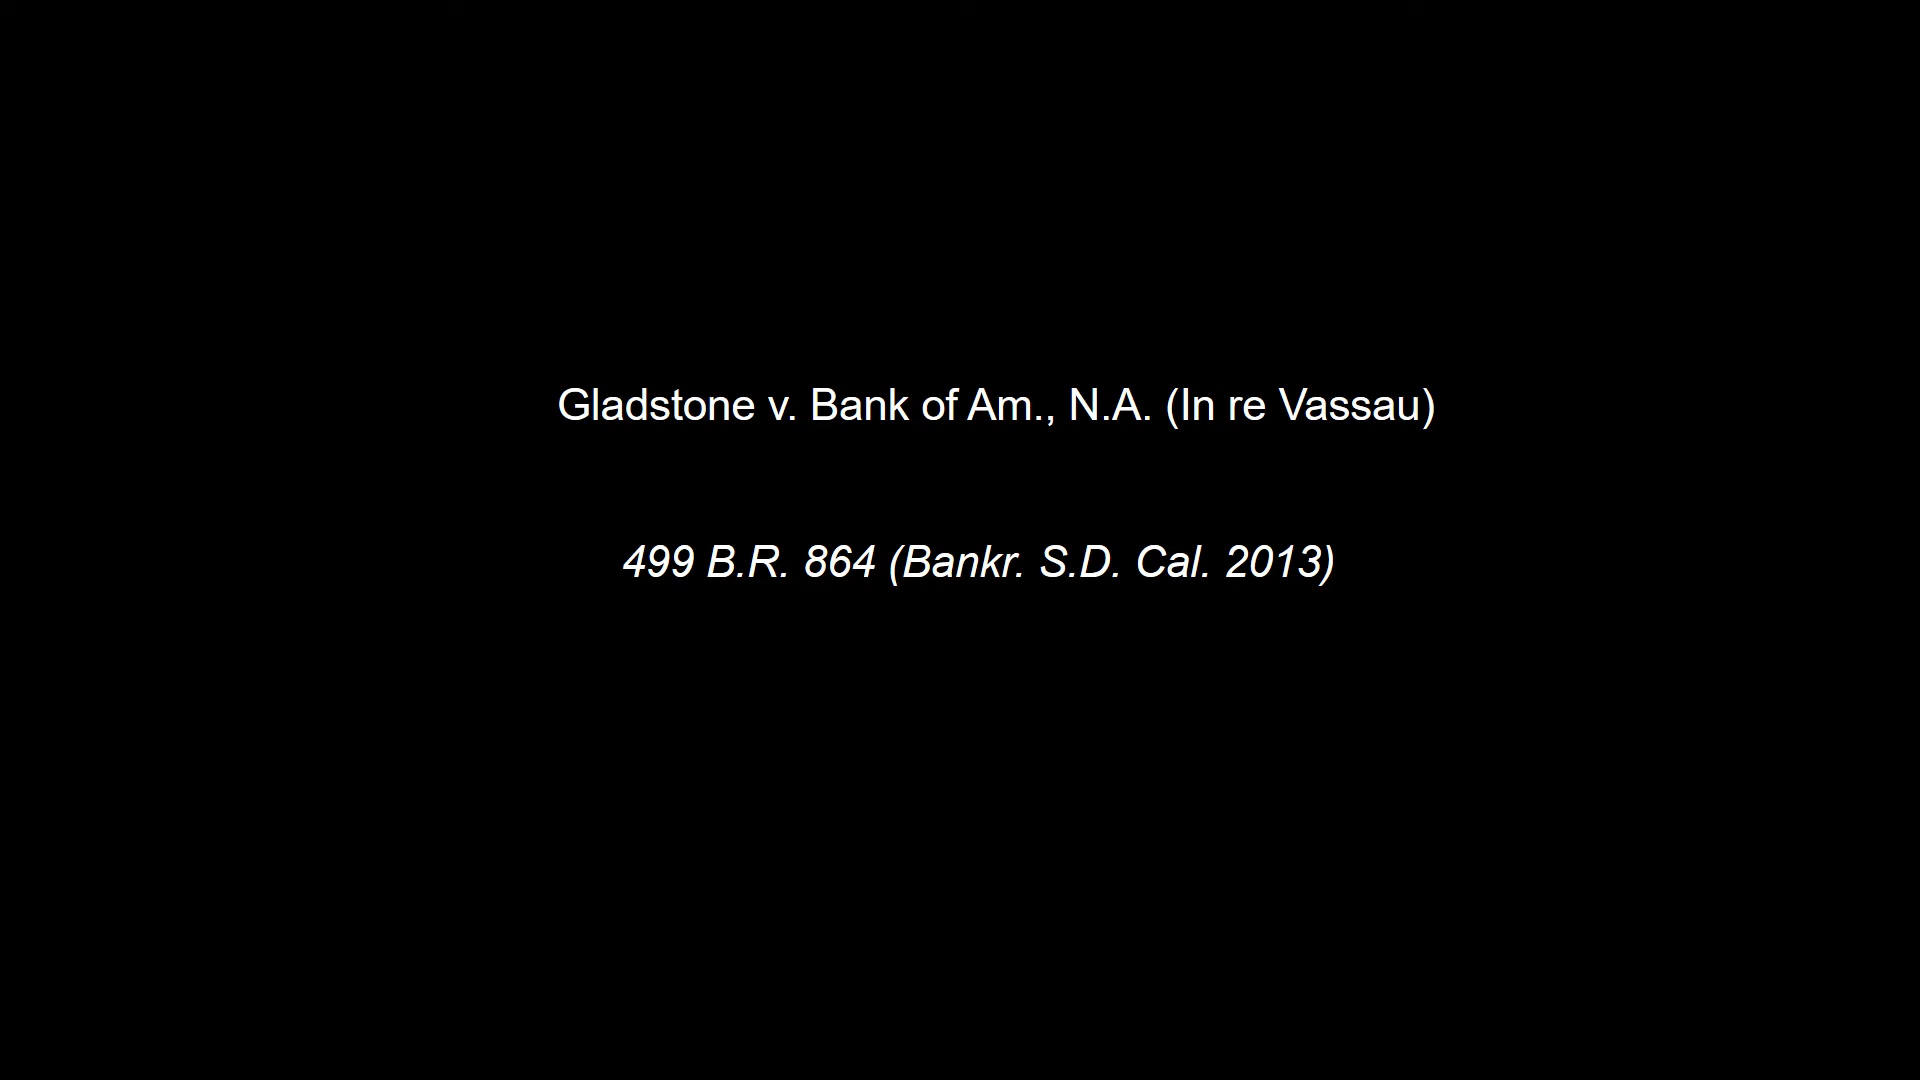 Gladstone v. Bank of Am., N.A. (In re Vassau)
499 B.R. 864 (Bankr. S.D. Cal. 2013)